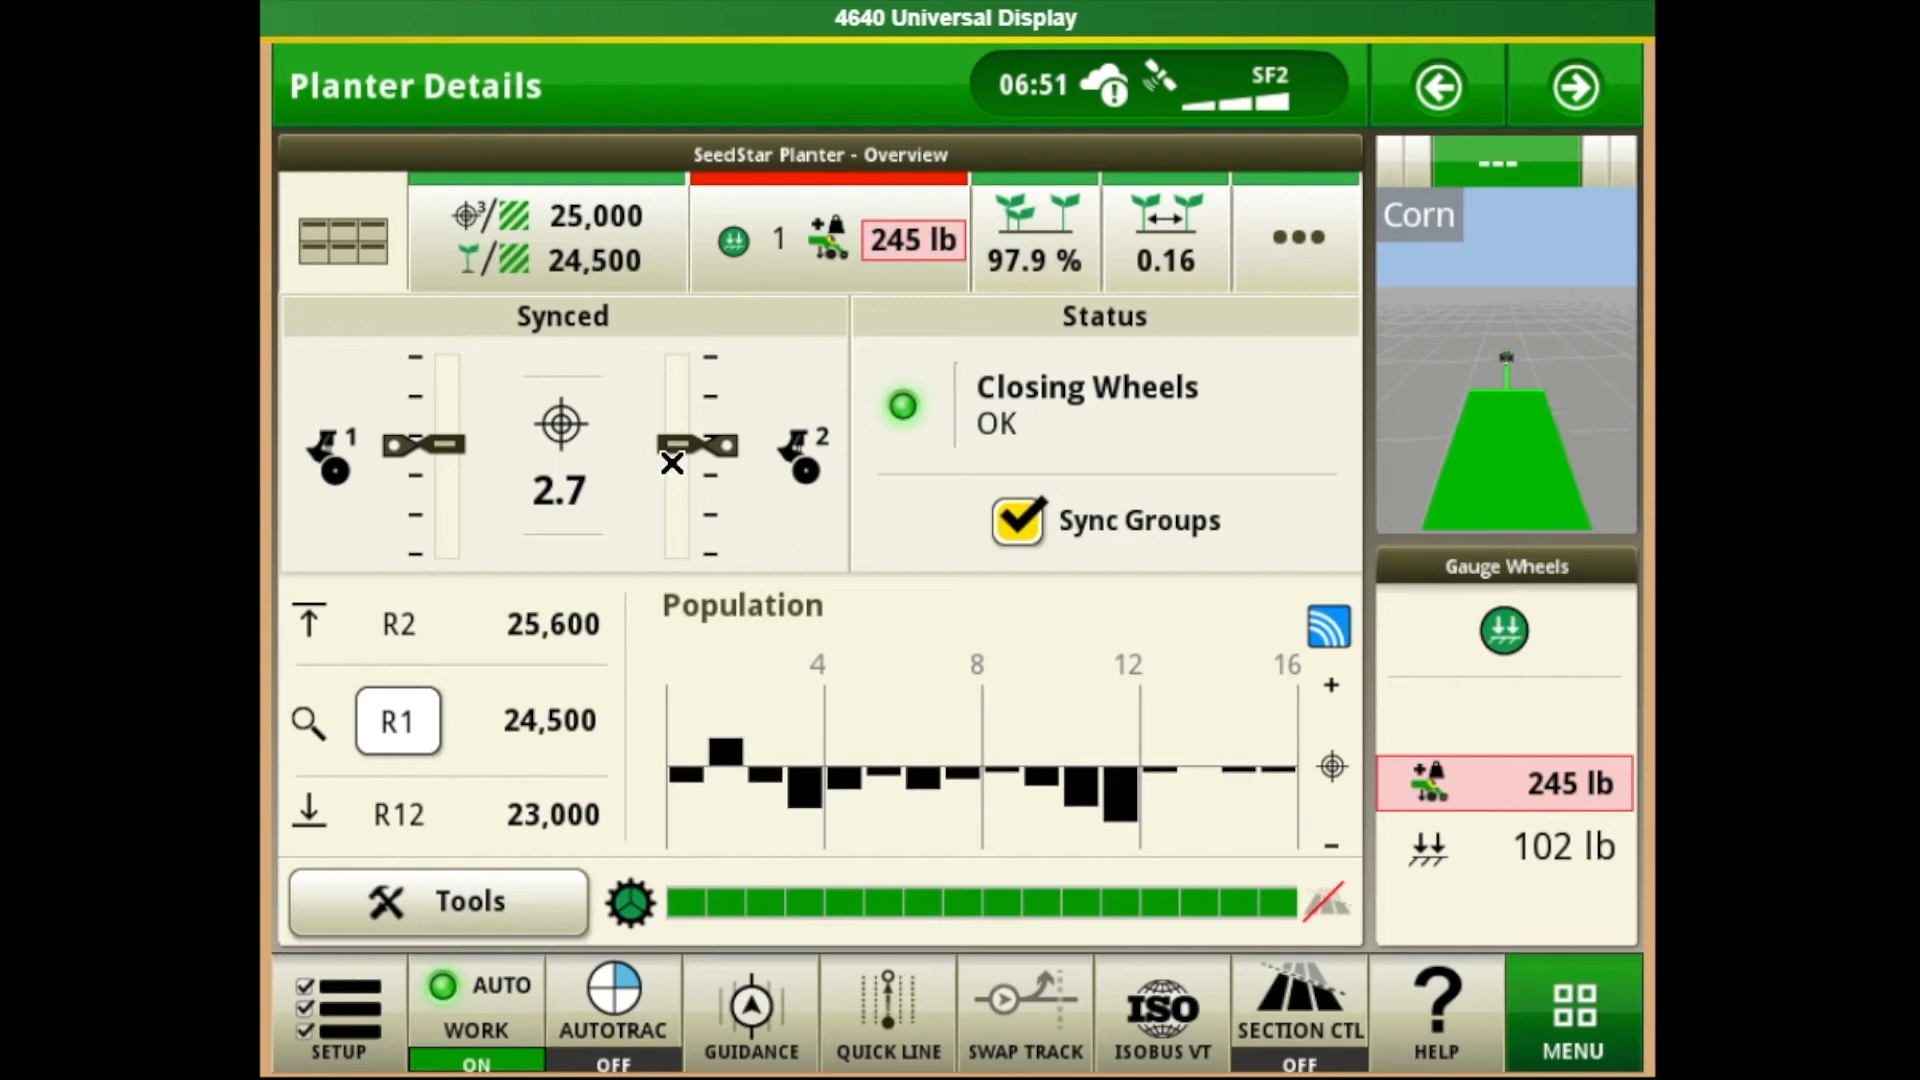 4640 Universal Display
Planter Details
06:51
SF2
SeedStar Planter - Overview
3/
25,000
/
24,500
1
245 lb
97.9 %
0.16
---
Corn
Synced
Status
1
2.7
2
Closing Wheels
OK
Sync Groups
Gauge Wheels
245 lb
102 lb
R2 25,600
R1 24,500
R12 23,000
Population
4 8 12 16
+
-
Tools
SETUP
AUTO
WORK
ON
AUTOTRAC
OFF
GUIDANCE
QUICK LINE
SWAP TRACK
ISO
ISOBUS VT
SECTION CTL
OFF
?
HELP
MENU